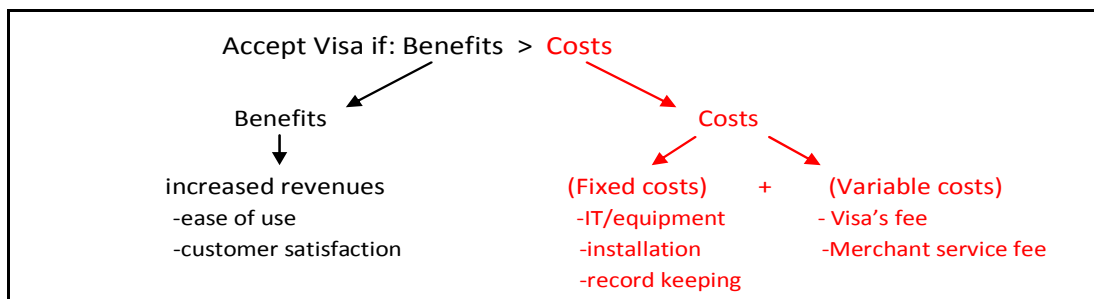 Accept Visa if: Benefits > Costs
Benefits Costs
increased revenues (Fixed costs) + (Variable costs)
-ease of use -IT/equipment - Visa's fee
-customer satisfaction -installation -Merchant service fee
-record keeping